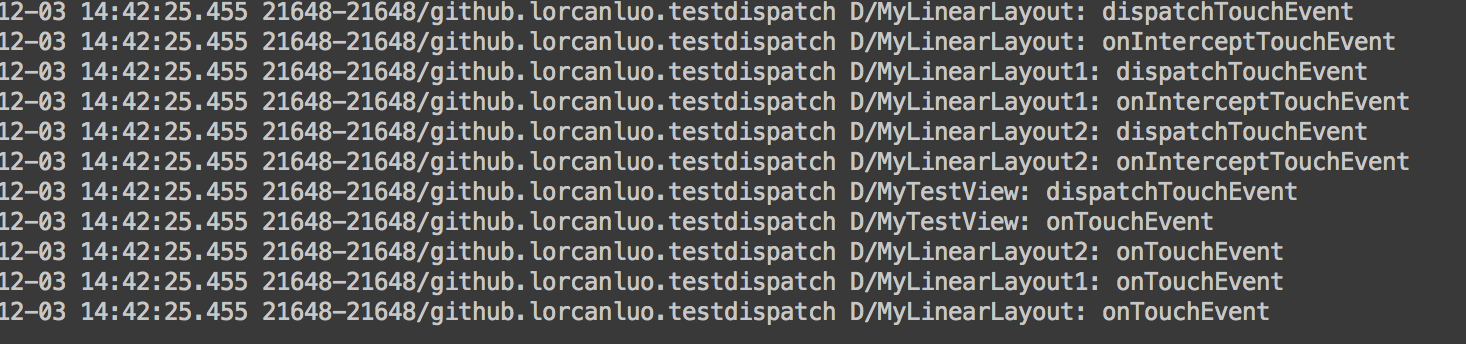 12-03 14:42:25.455 21648-21648/github.lorcanluo.testdispatch D/MyLinearLayout: dispatchTouchEvent
12-03 14:42:25.455 21648-21648/github.lorcanluo.testdispatch D/MyLinearLayout: onInterceptTouchEvent
12-03 14:42:25.455 21648-21648/github.lorcanluo.testdispatch D/MyLinearLayout1: dispatchTouchEvent
12-03 14:42:25.455 21648-21648/github.lorcanluo.testdispatch D/MyLinearLayout1: onInterceptTouchEvent
12-03 14:42:25.455 21648-21648/github.lorcanluo.testdispatch D/MyLinearLayout2: dispatchTouchEvent
12-03 14:42:25.455 21648-21648/github.lorcanluo.testdispatch D/MyLinearLayout2: onInterceptTouchEvent
12-03 14:42:25.455 21648-21648/github.lorcanluo.testdispatch D/MyTestView: dispatchTouchEvent
12-03 14:42:25.455 21648-21648/github.lorcanluo.testdispatch D/MyTestView: onTouchEvent
12-03 14:42:25.455 21648-21648/github.lorcanluo.testdispatch D/MyLinearLayout2: onTouchEvent
12-03 14:42:25.455 21648-21648/github.lorcanluo.testdispatch D/MyLinearLayout1: onTouchEvent
12-03 14:42:25.455 21648-21648/github.lorcanluo.testdispatch D/MyLinearLayout: onTouchEvent